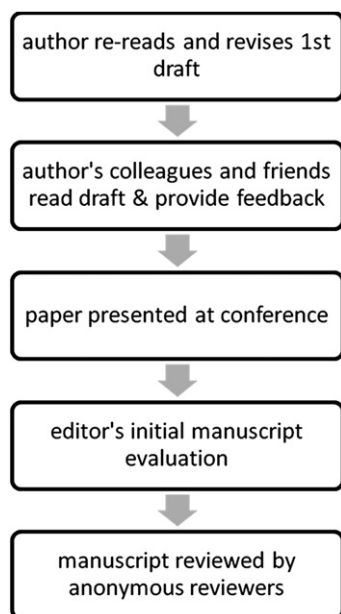 author re-reads and revises 1st
draft
author's colleagues and friends
read draft & provide feedback
paper presented at conference
editor's initial manuscript
evaluation
manuscript reviewed by
anonymous reviewers